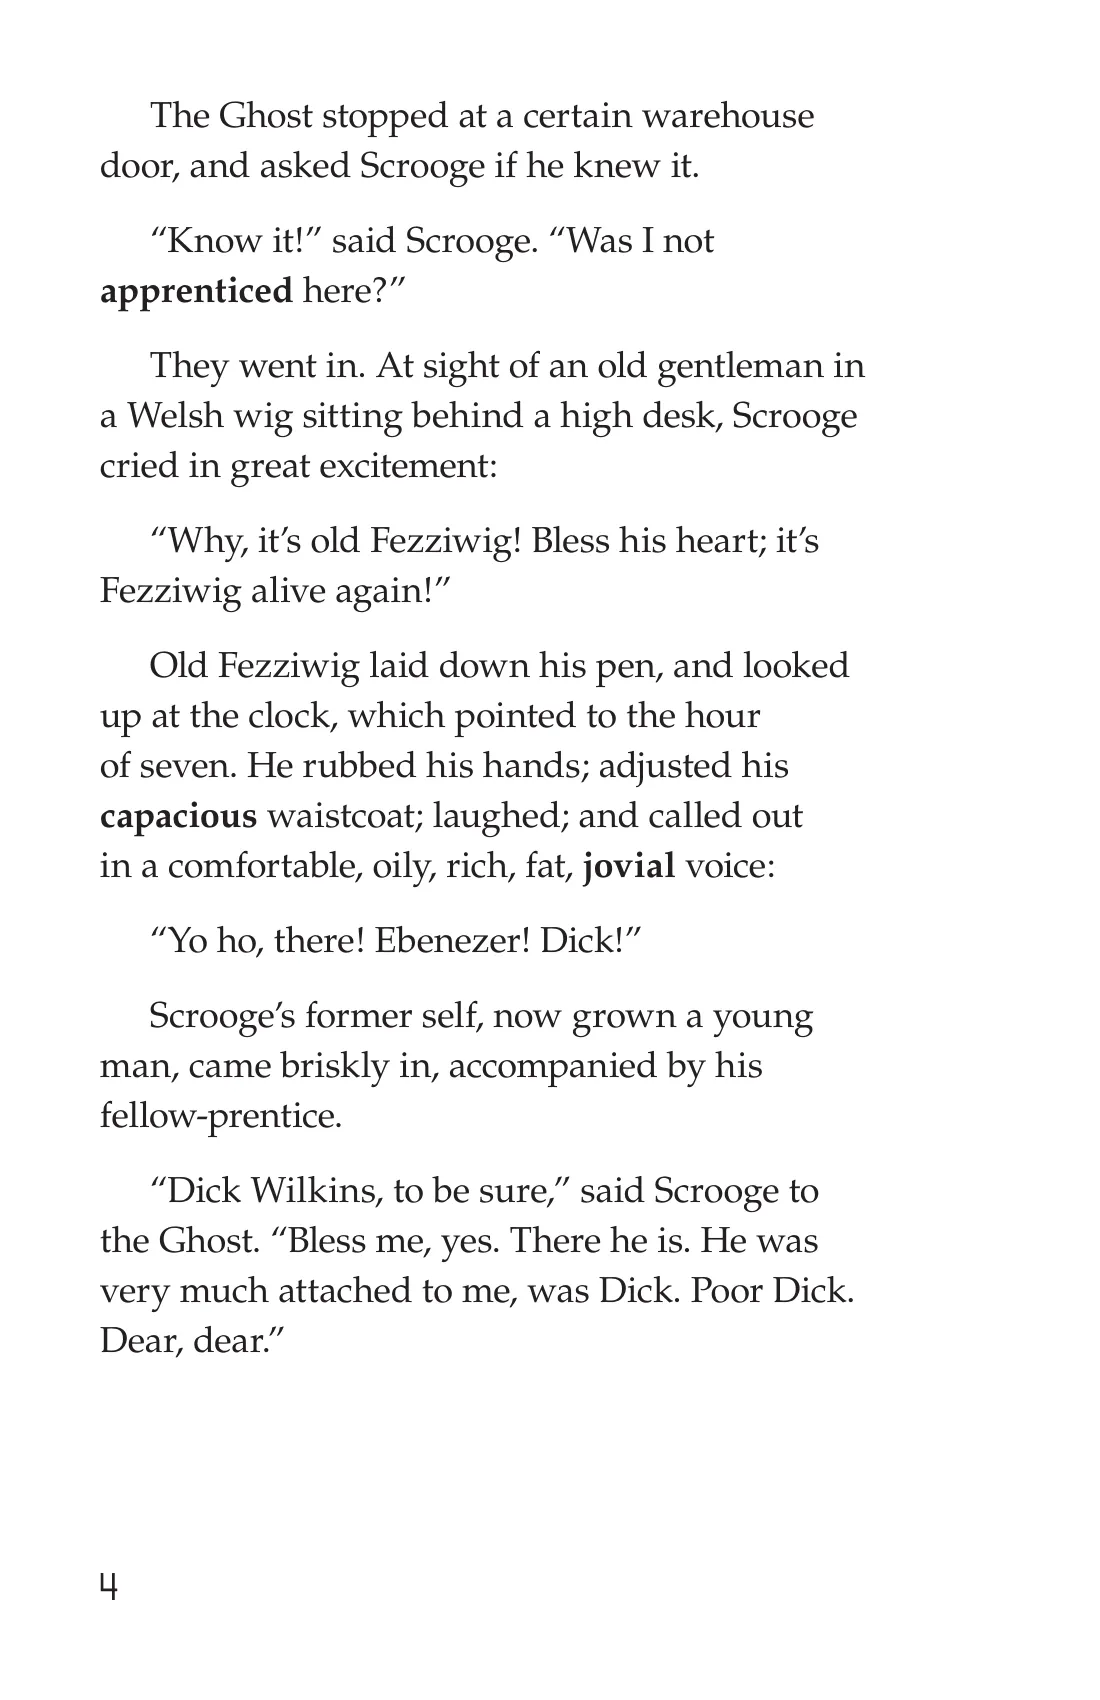 The Ghost stopped at a certain warehouse
door, and asked Scrooge if he knew it.
“Know it!” said Scrooge. “Was I not
apprenticed here?”
They went in. At sight of an old gentleman in
a Welsh wig sitting behind a high desk, Scrooge
cried in great excitement:
“Why, it’s old Fezziwig! Bless his heart; it’s
Fezziwig alive again!”
Old Fezziwig laid down his pen, and looked
up at the clock, which pointed to the hour
of seven. He rubbed his hands; adjusted his
capacious waistcoat; laughed; and called out
in a comfortable, oily, rich, fat, jovial voice:
“Yo ho, there! Ebenezer! Dick!”
Scrooge’s former self, now grown a young
man, came briskly in, accompanied by his
fellow-prentice.
“Dick Wilkins, to be sure,” said Scrooge to
the Ghost. “Bless me, yes. There he is. He was
very much attached to me, was Dick. Poor Dick.
Dear, dear.”
4